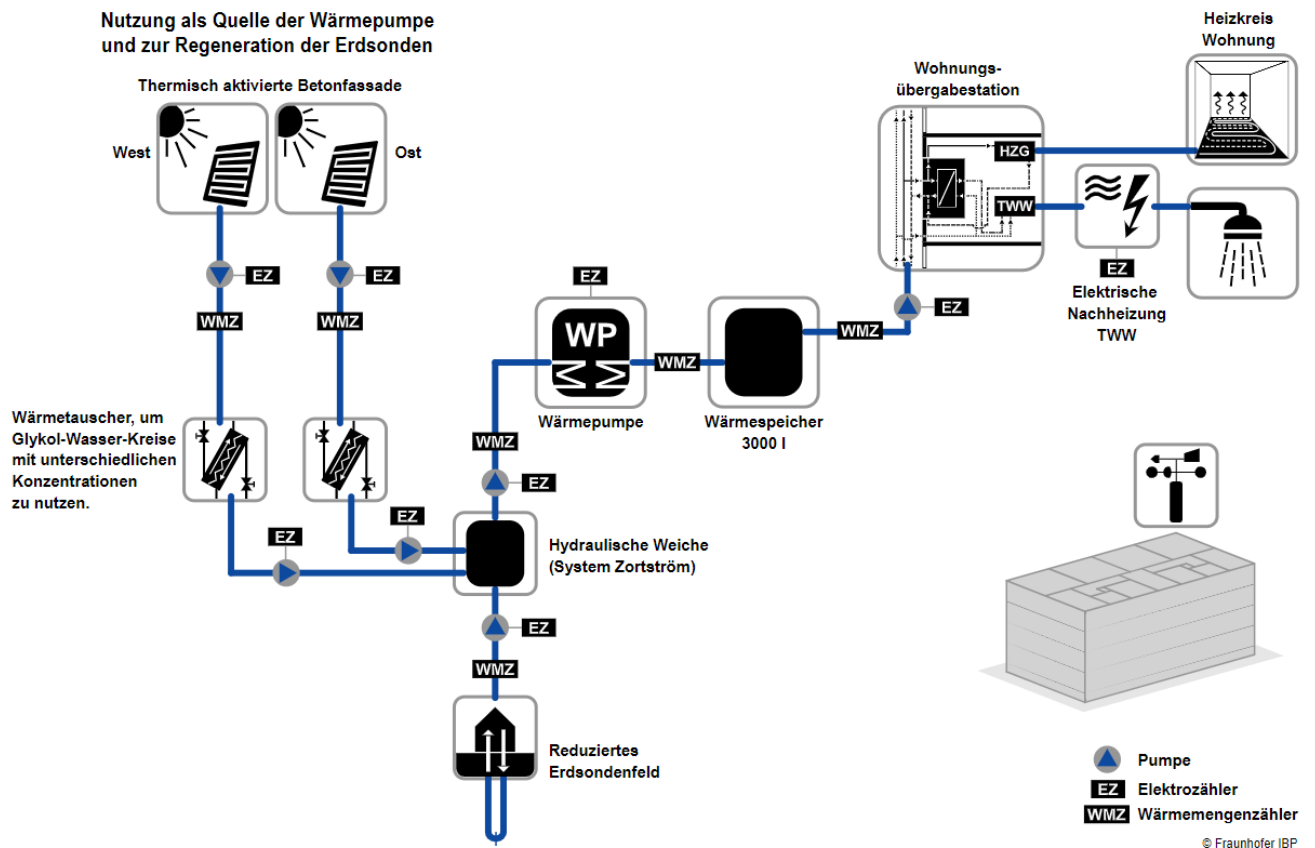 Nutzung als Quelle der Wärmepumpe
und zur Regeneration der Erdsonden
Thermisch aktivierte Betonfassade
West
Ost
EZ
EZ
WMZ
WMZ
Wärmetauscher, um
Glykol-Wasser-Kreise
mit unterschiedlichen
Konzentrationen
zu nutzen.
EZ
EZ
Hydraulische Weiche
(System Zortström)
EZ
WMZ
Reduziertes
Erdsondenfeld
WMZ
EZ
EZ
WP
Wärmepumpe
WMZ
Wärmespeicher
3000 l
WMZ
EZ
Wohnungs-
übergabestation
HZG
TWW
Heizkreis
Wohnung
EZ
Elektrische
Nachheizung
TWW
Pumpe
EZ Elektrozähler
WMZ Wärmemengenzähler
© Fraunhofer IBP